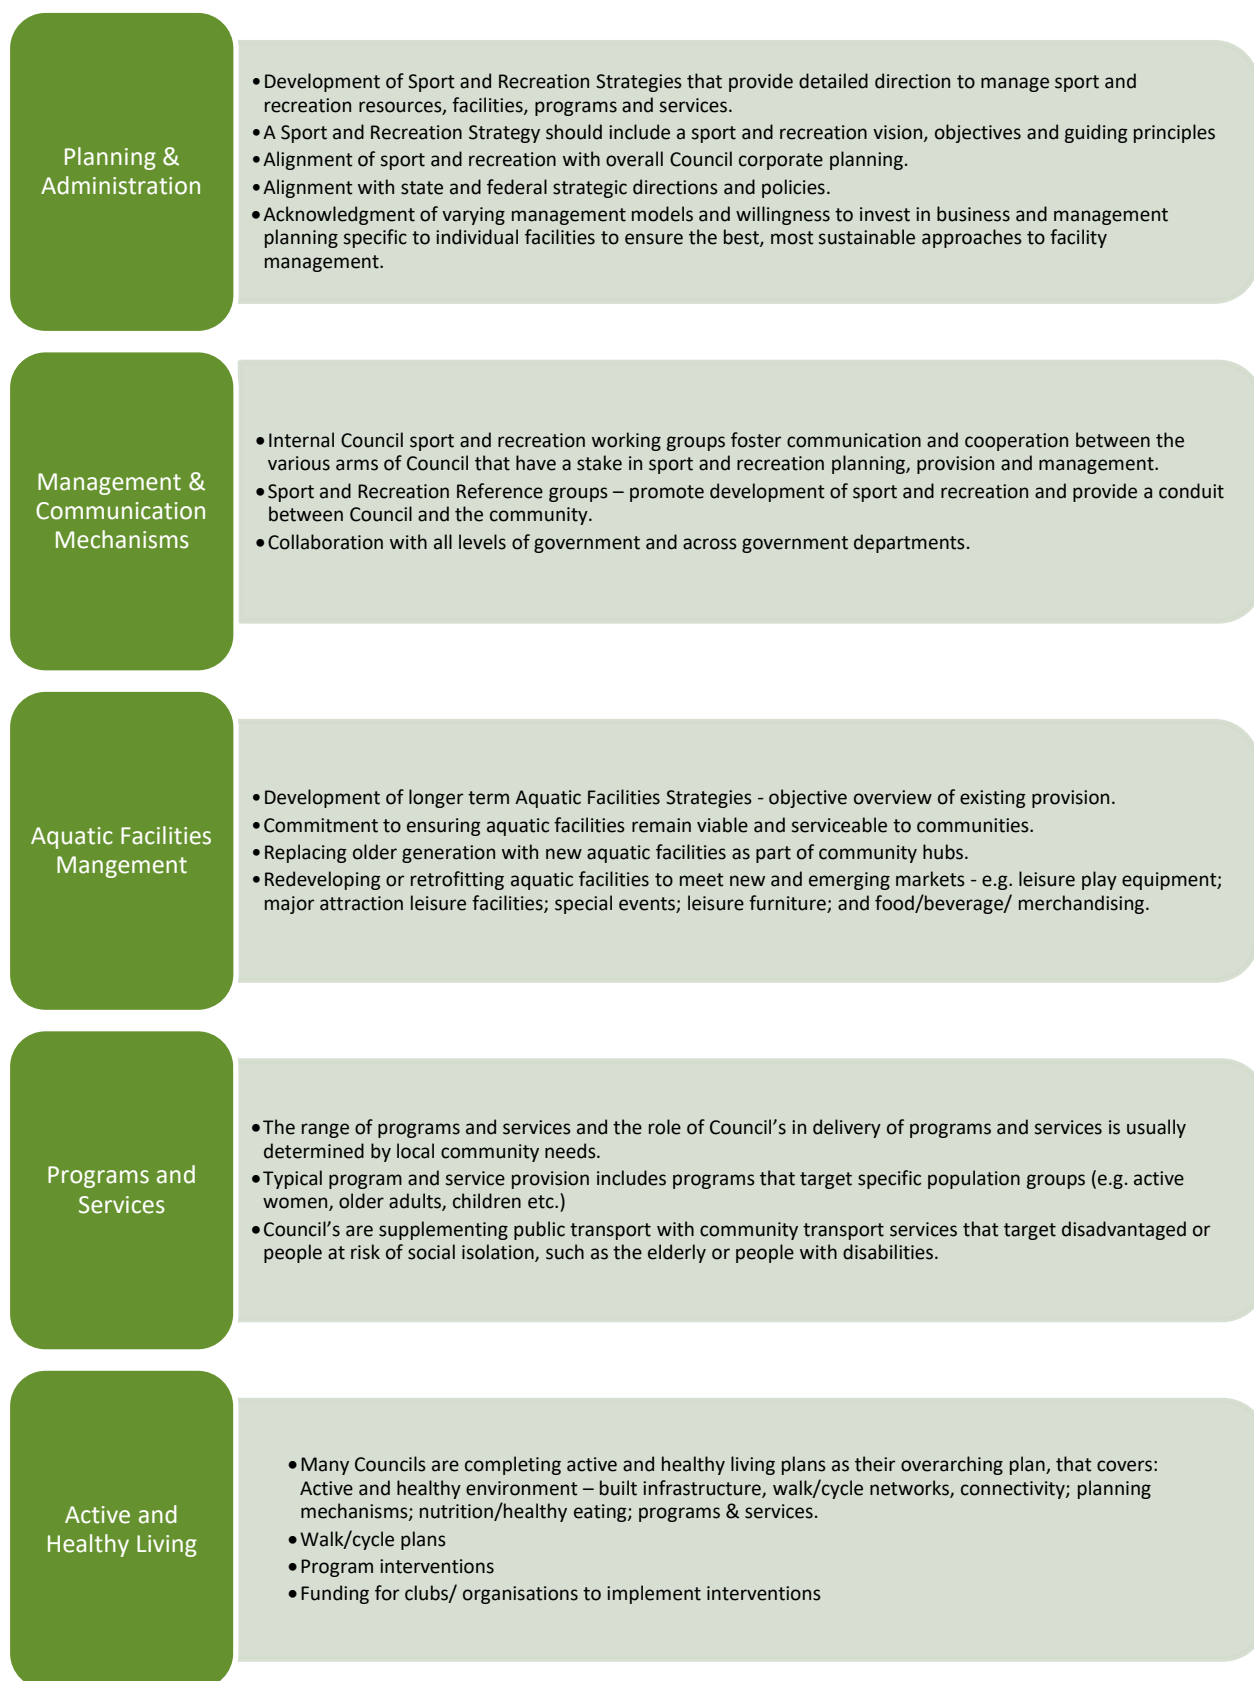 Planning &
Administration
•Development of Sport and Recreation Strategies that provide detailed direction to manage sport and
recreation resources, facilities, programs and services.
•A Sport and Recreation Strategy should include a sport and recreation vision, objectives and guiding principles
•Alignment of sport and recreation with overall Council corporate planning.
•Alignment with state and federal strategic directions and policies.
•Acknowledgment of varying management models and willingness to invest in business and management
planning specific to individual facilities to ensure the best, most sustainable approaches to facility
management.
Management &
Communication
Mechanisms
•Internal Council sport and recreation working groups foster communication and cooperation between the
various arms of Council that have a stake in sport and recreation planning, provision and management.
•Sport and Recreation Reference groups – promote development of sport and recreation and provide a conduit
between Council and the community.
•Collaboration with all levels of government and across government departments.
Aquatic Facilities
Mangement
•Development of longer term Aquatic Facilities Strategies - objective overview of existing provision.
•Commitment to ensuring aquatic facilities remain viable and serviceable to communities.
•Replacing older generation with new aquatic facilities as part of community hubs.
•Redeveloping or retrofitting aquatic facilities to meet new and emerging markets - e.g. leisure play equipment;
major attraction leisure facilities; special events; leisure furniture; and food/beverage/ merchandising.
Programs and
Services
•The range of programs and services and the role of Council’s in delivery of programs and services is usually
determined by local community needs.
•Typical program and service provision includes programs that target specific population groups (e.g. active
women, older adults, children etc.)
•Council’s are supplementing public transport with community transport services that target disadvantaged or
people at risk of social isolation, such as the elderly or people with disabilities.
Active and
Healthy Living
•Many Councils are completing active and healthy living plans as their overarching plan, that covers:
Active and healthy environment – built infrastructure, walk/cycle networks, connectivity; planning
mechanisms; nutrition/healthy eating; programs & services.
•Walk/cycle plans
•Program interventions
•Funding for clubs/ organisations to implement interventions